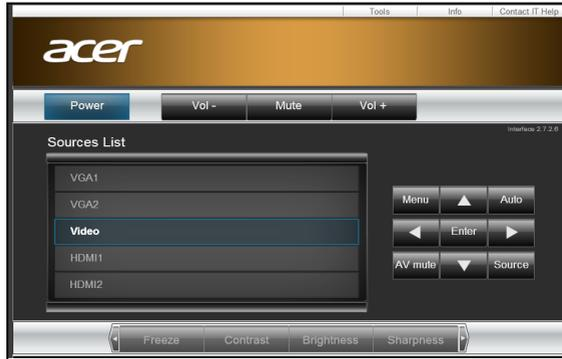 Tools Info Contact IT Help
acer
Power Vol - Mute Vol +
Interface 2.7.2.6
Sources List
VGA1
VGA2
Video
HDMI1
HDMI2
Menu Auto
Enter
AV mute Source
Freeze Contrast Brightness Sharpness